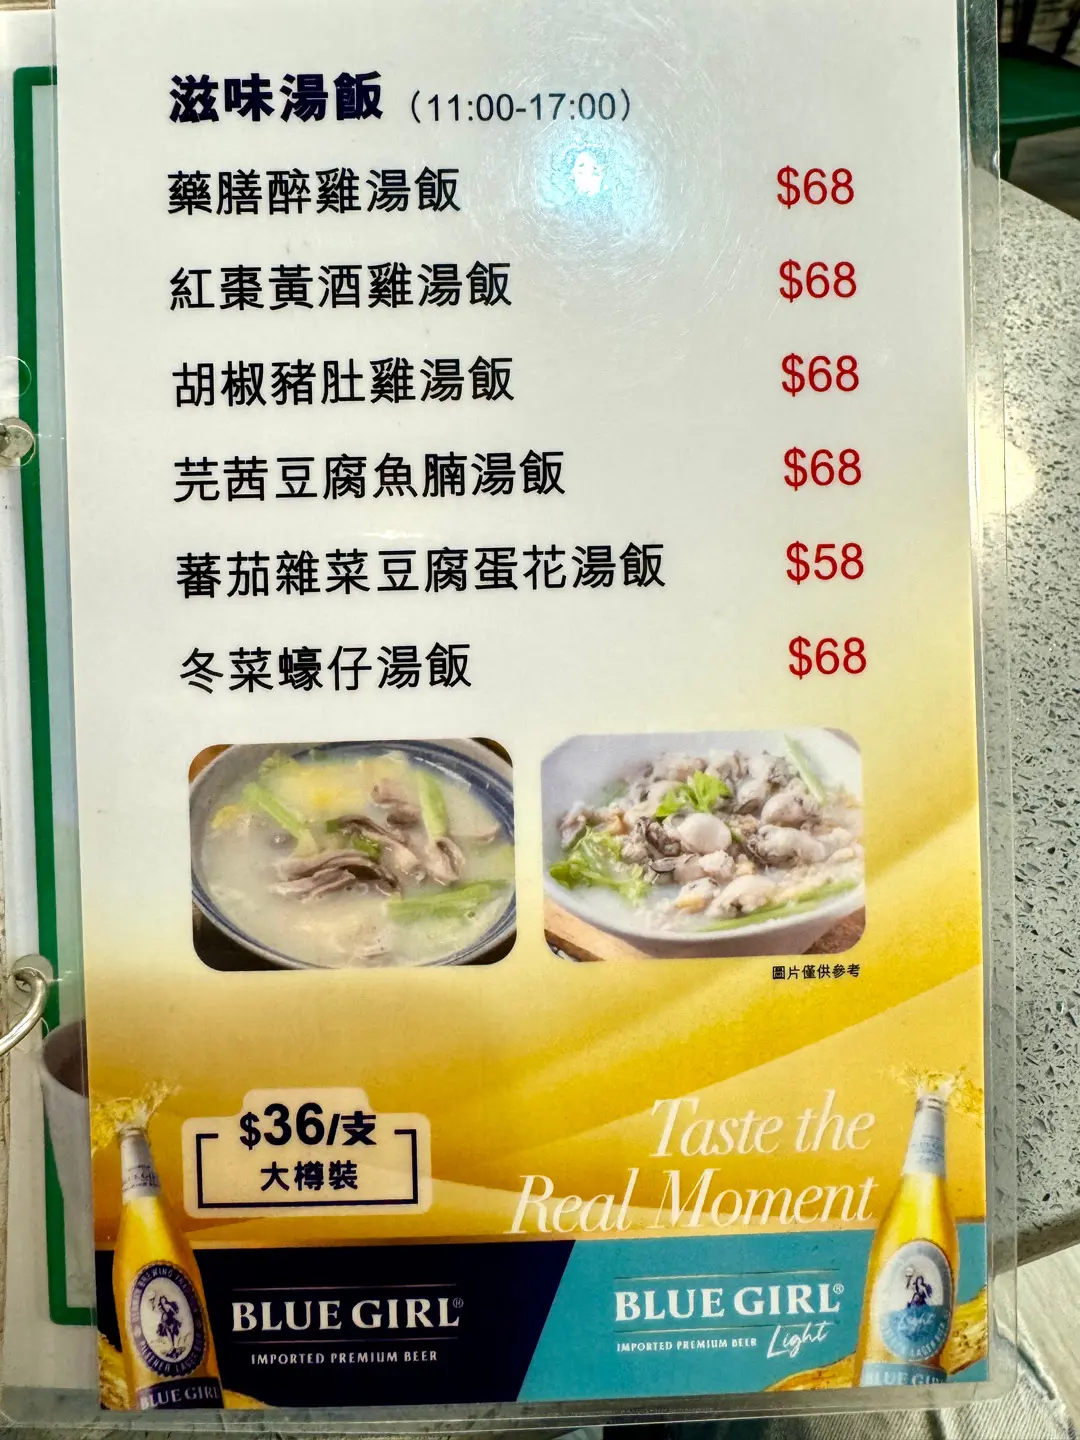 滋味湯飯（11:00-17:00）
藥膳醉雞湯飯 $68
紅棗黃酒雞湯飯 $68
胡椒豬肚雞湯飯 $68
芫茜豆腐魚腩湯飯 $68
蕃茄雜菜豆腐蛋花湯飯 $58
冬菜蠔仔湯飯 $68
圖片僅供參考
$36/支
大樽裝
Taste the
Real Moment
BLUE GIRL®
IMPORTED PREMIUM BEER
BLUE GIRL®
IMPORTED PREMIUM BEER Light
BLUE GIRL
BLUE GIRL